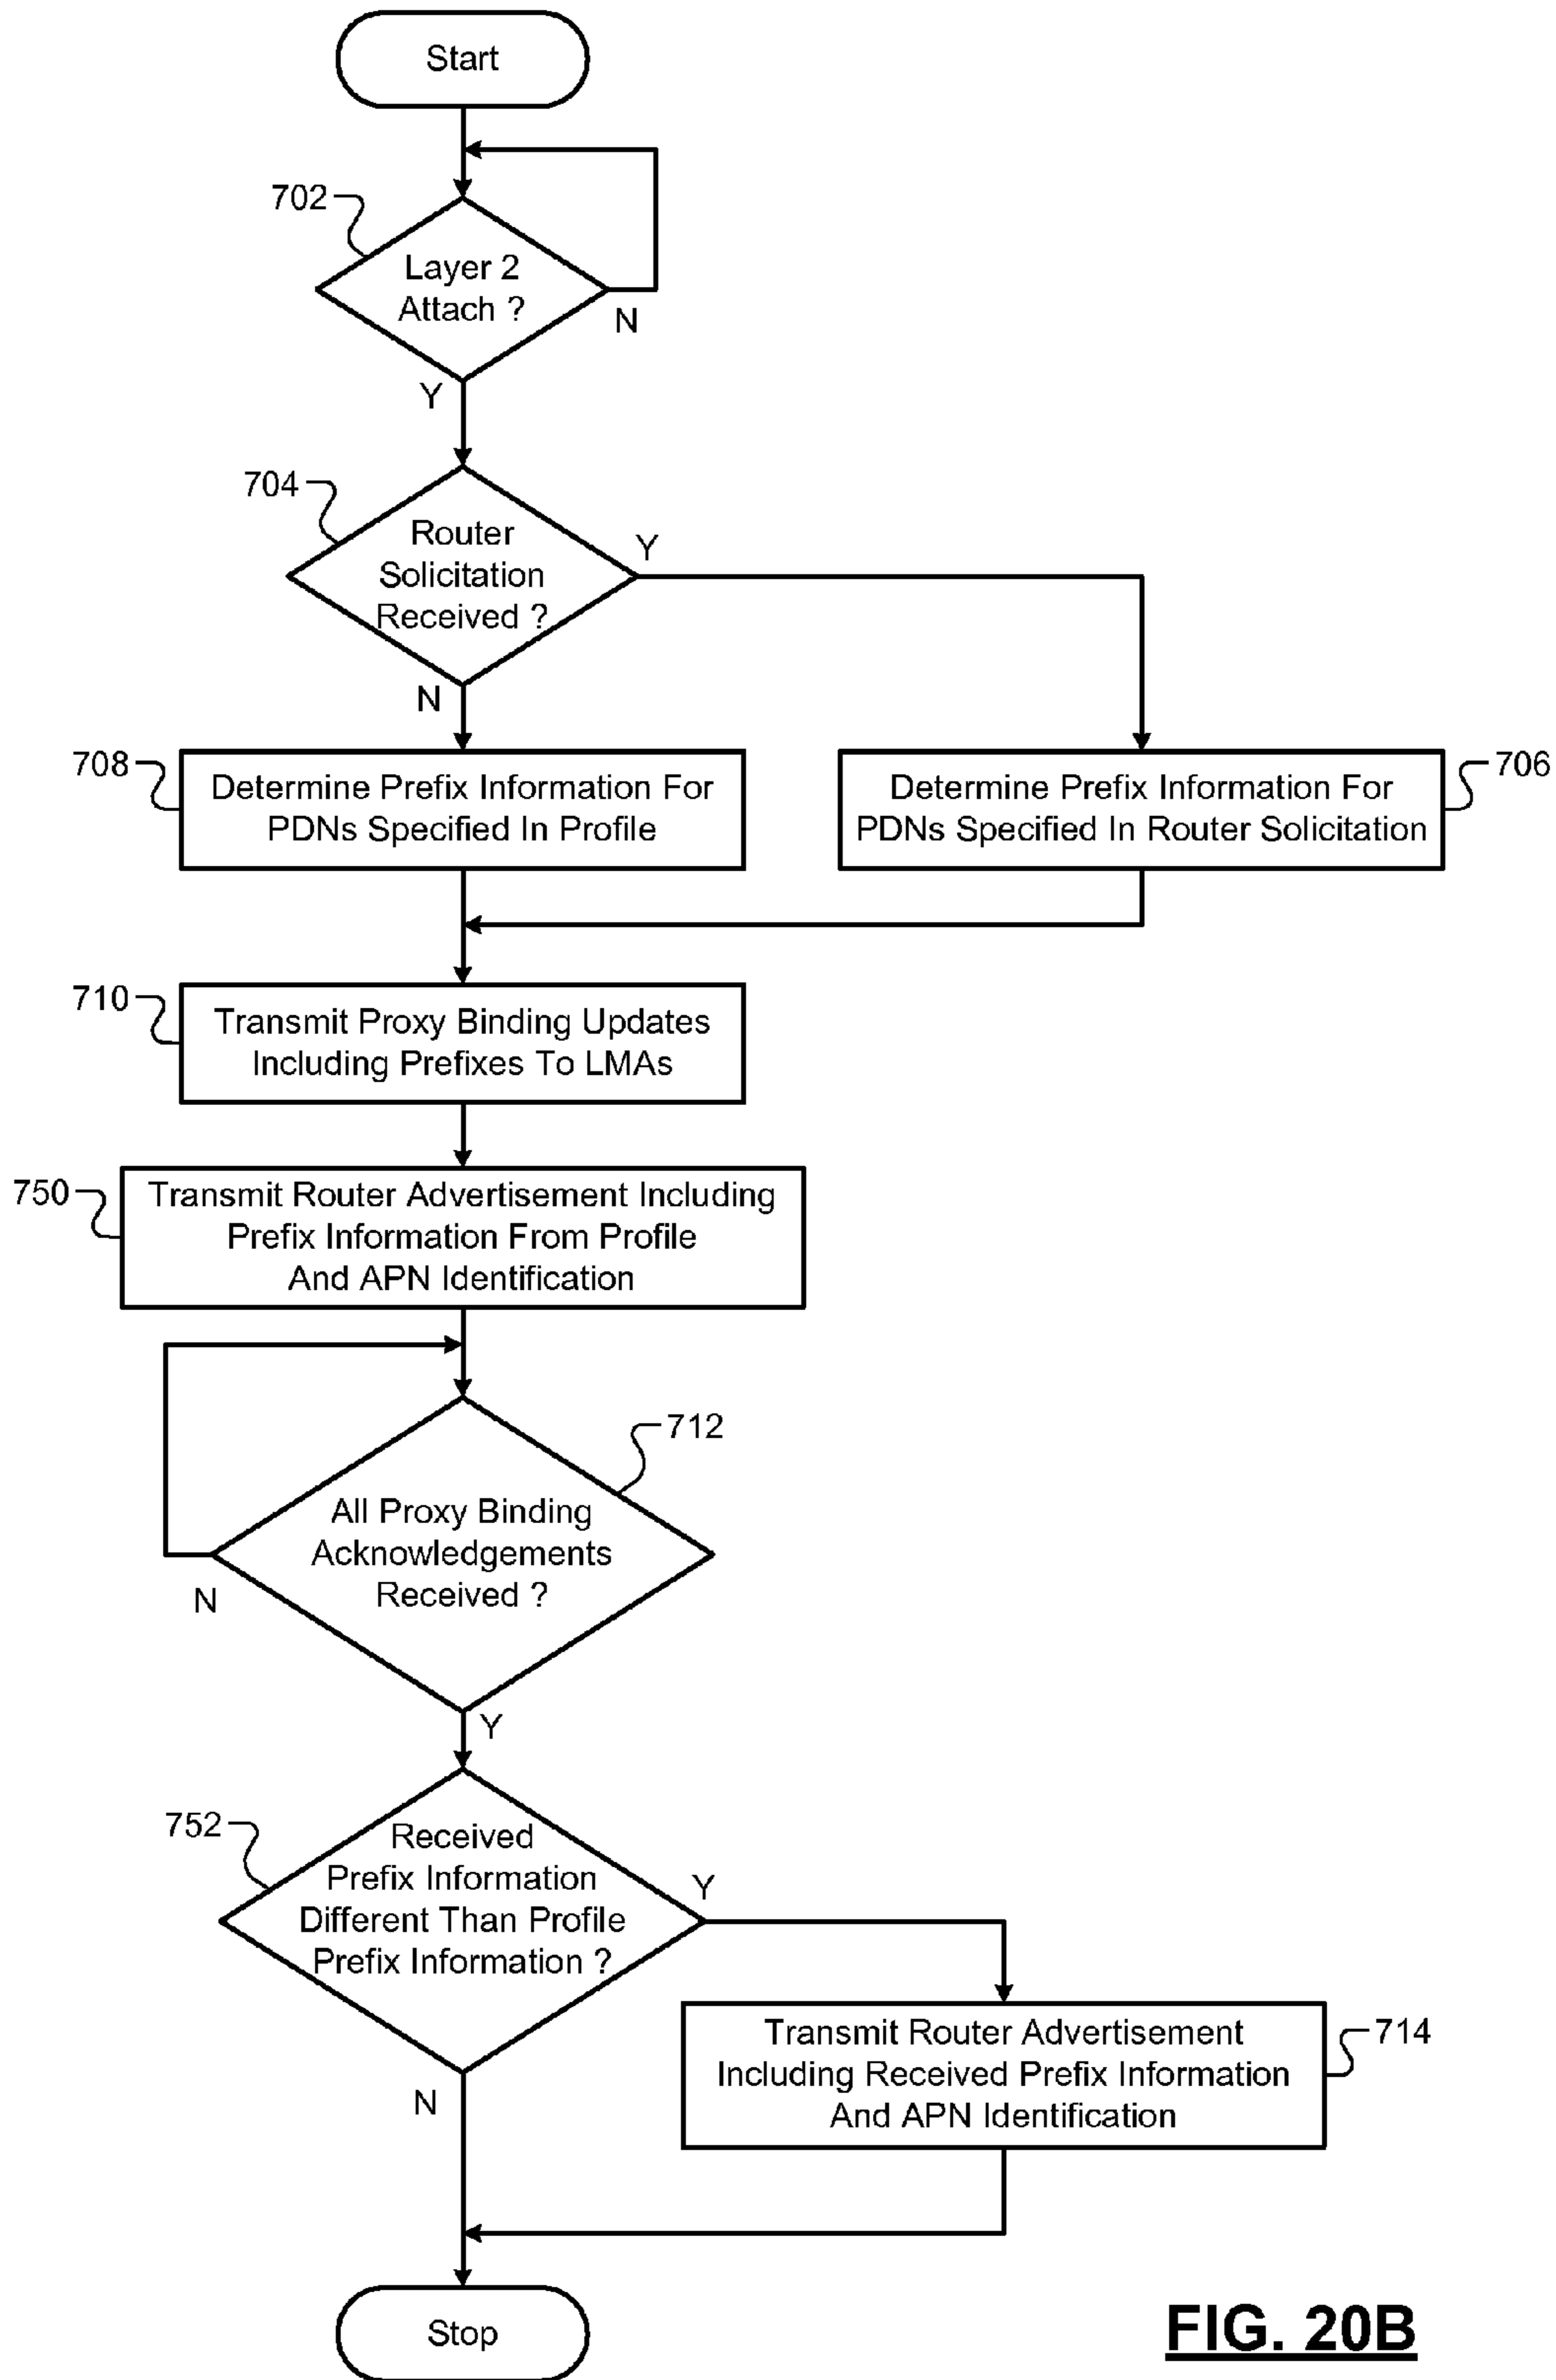 Start
702
Layer 2
Attach ?
N
Y
704
Router
Solicitation
Received ?
Y
N
708
Determine Prefix Information For
PDNs Specified In Profile
Determine Prefix Information For
PDNs Specified In Router Solicitation
706
710
Transmit Proxy Binding Updates
Including Prefixes To LMAs
750
Transmit Router Advertisement Including
Prefix Information From Profile
And APN Identification
712
All Proxy Binding
Acknowledgements
Received ?
N
Y
752
Received
Prefix Information
Different Than Profile
Prefix Information ?
Y
N
Transmit Router Advertisement
Including Received Prefix Information
And APN Identification
714
Stop
FIG. 20B